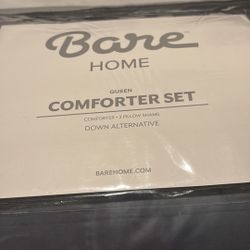 Bare
HOME
QUEEN
COMFORTER SET
COMFORTER + 2 PILLOW SHAMS
DOWN ALTERNATIVE
BAREHOME.COM